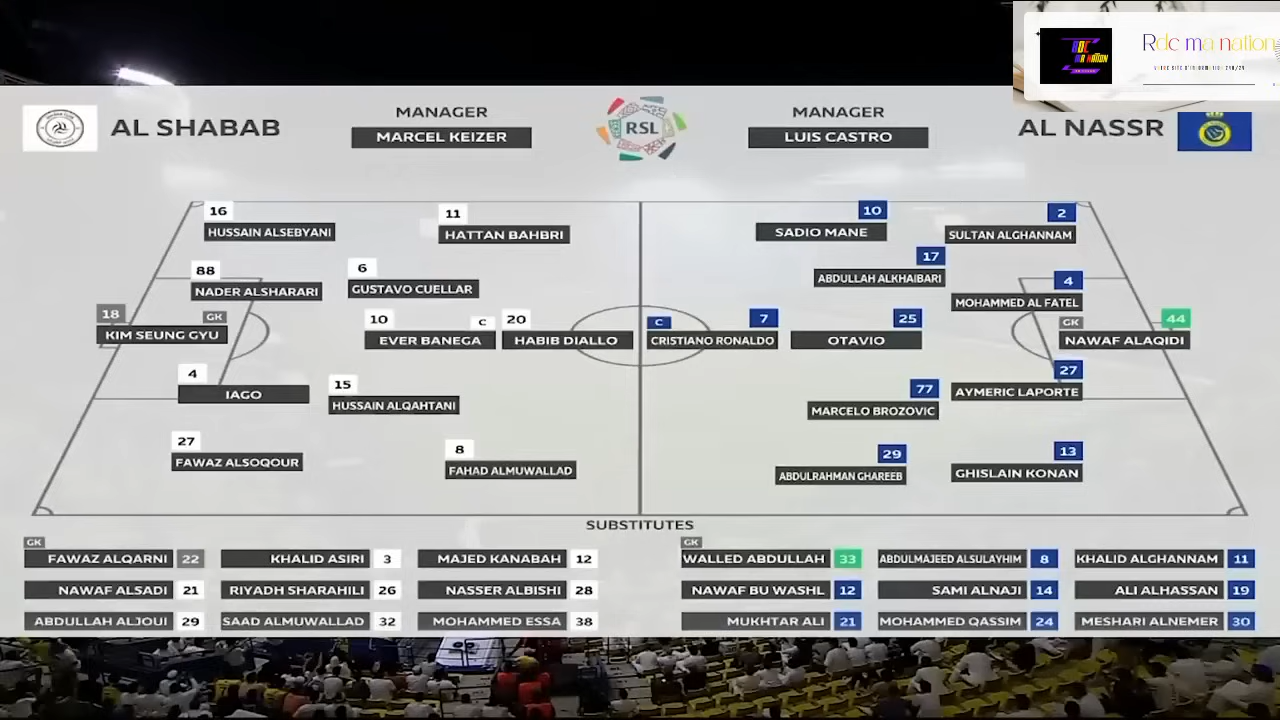 Rdc ma nation
RDC
MA NATION
AL SHABAB
MANAGER
MARCEL KEIZER
RSL
MANAGER
LUIS CASTRO
AL NASSR
16
HUSSAIN ALSEBYANI
11
HATTAN BAHBRI
10
SADIO MANE
2
SULTAN ALGHANNAM
88
NADER ALSHARARI
6
GUSTAVO CUELLAR
17
ABDULLAH ALKHAIBARI
4
MOHAMMED AL FATEL
18
GK
KIM SEUNG GYU
10
C
EVER BANEGA
20
HABIB DIALLO
C
7
CRISTIANO RONALDO
25
OTAVIO
GK
44
NAWAF ALAQIDI
4
IAGO
15
HUSSAIN ALQAHTANI
77
MARCELO BROZOVIC
27
AYMERIC LAPORTE
27
FAWAZ ALSOQOUR
8
FAHAD ALMUWALLAD
29
ABDULRAHMAN GHAREEB
13
GHISLAIN KONAN
SUBSTITUTES
GK
GK
FAWAZ ALQARNI 22 KHALID ASIRI 3 MAJED KANABAH 12 WALLED ABDULLAH 33 ABDULMAJEED ALSULAYHIM 8 KHALID ALGHANNAM 11
NAWAF ALSADI 21 RIYADH SHARAHILI 26 NASSER ALBISHI 28 NAWAF BU WASHL 12 SAMI ALNAJI 14 ALI ALHASSAN 19
ABDULLAH ALJOUI 29 SAAD ALMUWALLAD 32 MOHAMMED ESSA 38 MUKHTAR ALI 21 MOHAMMED QASSIM 24 MESHARI ALNEMER 30